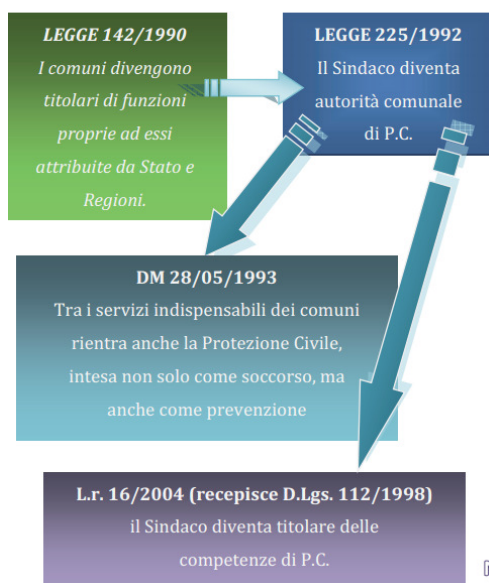 LEGGE 142/1990
I comuni divengono
titolari di funzioni
proprie ad essi
attribuite da Stato e
Regioni.
LEGGE 225/1992
Il Sindaco diventa
autorità comunale
di P.C.
DM 28/05/1993
Tra i servizi indispensabili dei comuni
rientra anche la Protezione Civile,
intesa non solo come soccorso, ma
anche come prevenzione
L.r. 16/2004 (recepisce D.Lgs. 112/1998)
il Sindaco diventa titolare delle
competenze di P.C.